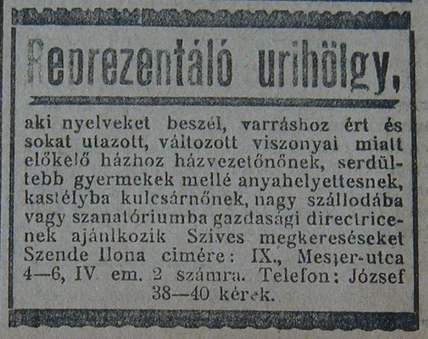 Reprezentáló urihölgy,
aki nyelveket beszél, varráshoz ért és
sokat utazott, változott viszonyai miatt
előkelő házhoz házvezetőnőnek, serdül-
tebb gyermekek mellé anyahelyettesnek,
kastélyba kulcsárnőnek, nagy szállodába
vagy szanatóriumba gazdasági directrice-
nek ajánlkozik Szives megkereséseket
Szende Ilona cimére: IX., Mester-utca
4—6, IV. em. 2 számra. Telefon: József
38—40 kérek.